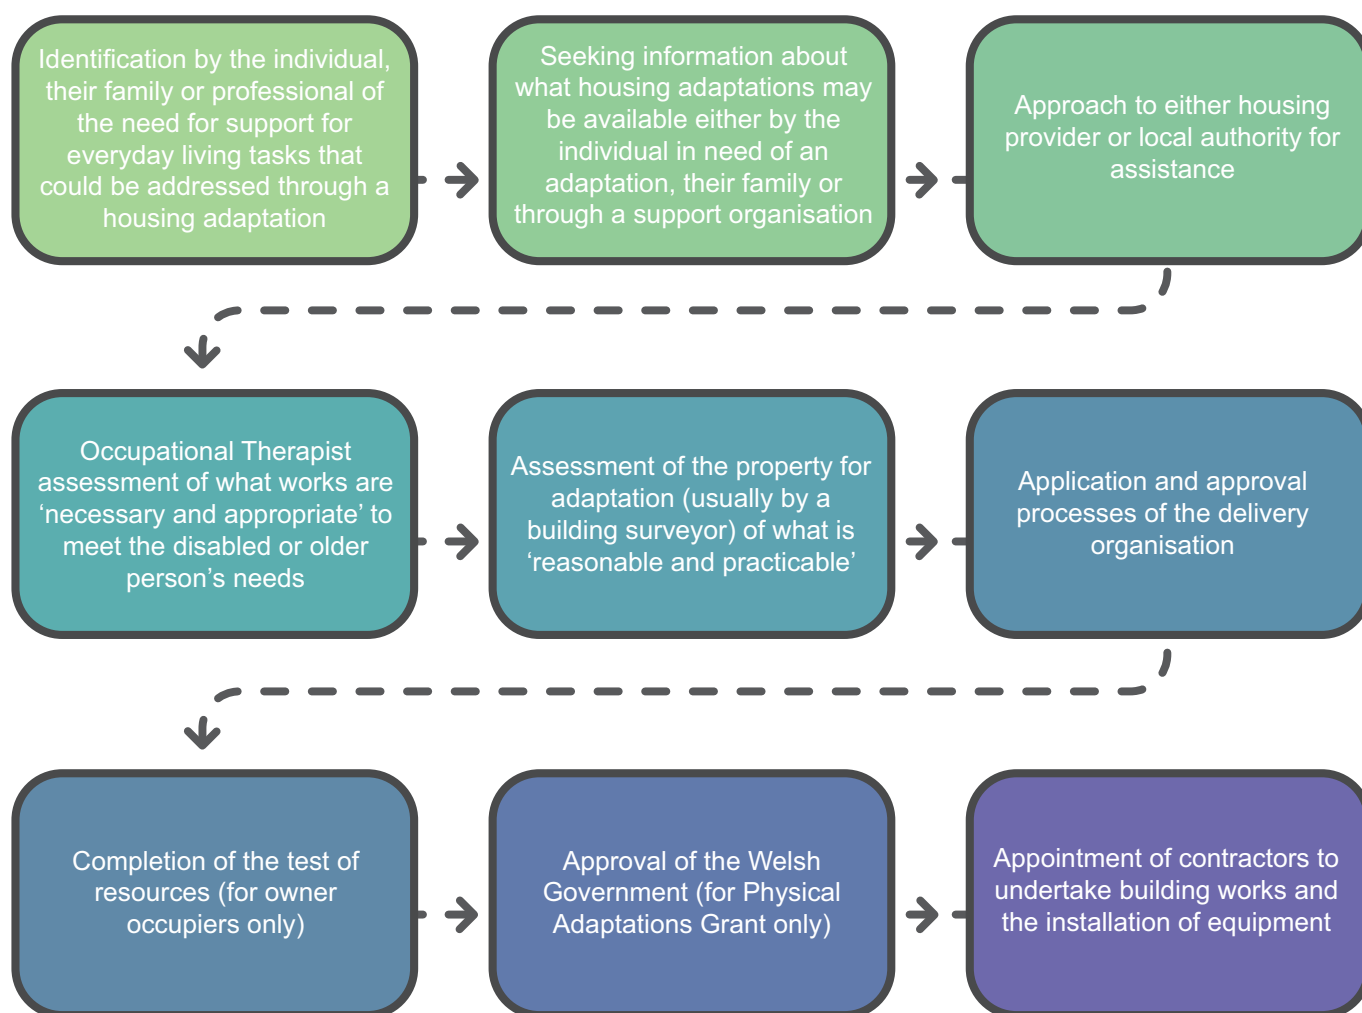 Identification by the individual,
their family or professional of
the need for support for
everyday living tasks that
could be addressed through a
housing adaptation
Seeking information about
what housing adaptations may
be available either by the
individual in need of an
adaptation, their family or
through a support organisation
Approach to either housing
provider or local authority for
assistance
Occupational Therapist
assessment of what works are
‘necessary and appropriate’ to
meet the disabled or older
person’s needs
Assessment of the property for
adaptation (usually by a
building surveyor) of what is
‘reasonable and practicable’
Application and approval
processes of the delivery
organisation
Completion of the test of
resources (for owner
occupiers only)
Approval of the Welsh
Government (for Physical
Adaptations Grant only)
Appointment of contractors to
undertake building works and
the installation of equipment